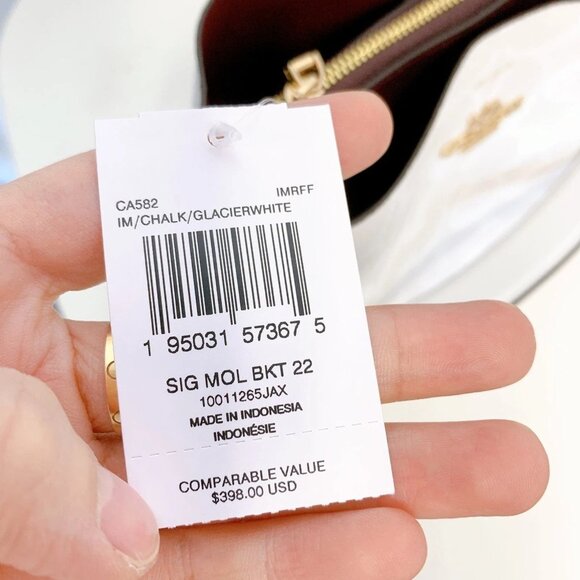 CA582 IMRFF
IM/CHALK/GLACIERWHITE
1 95031 57367 5
SIG MOL BKT 22
10011265JAX
MADE IN INDONESIA
INDONÉSIE
COMPARABLE VALUE
$398.00 USD